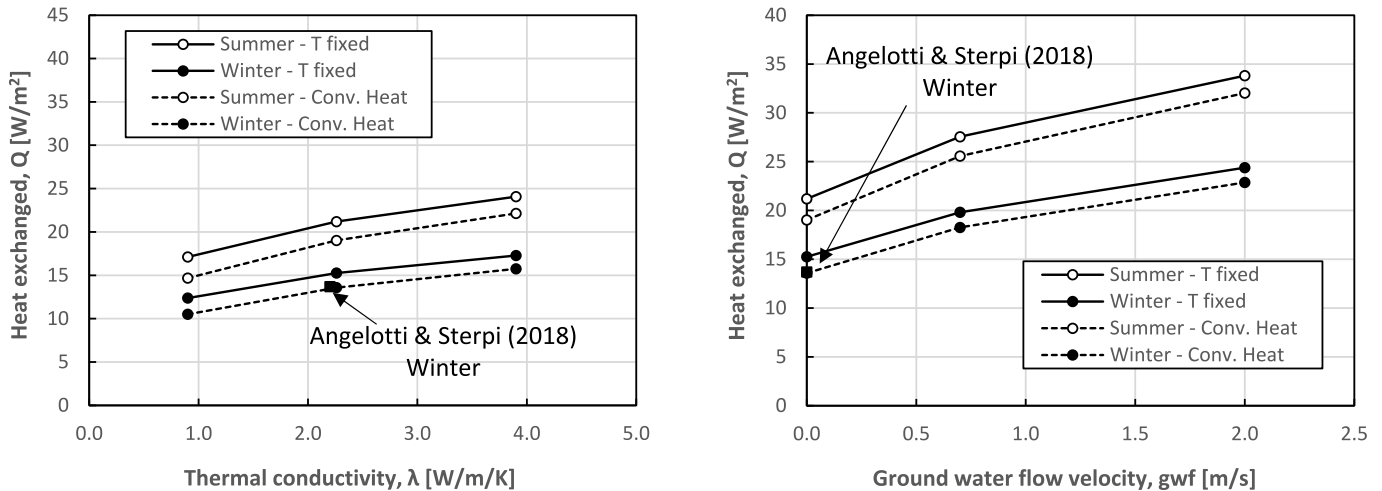 Heat exchanged, Q [W/m²]
45
40
35
30
25
20
15
10
5
0
Summer - T fixed
Winter - T fixed
Summer - Conv. Heat
Winter - Conv. Heat
Angelotti & Sterpi (2018)
Winter
0.0 1.0 2.0 3.0 4.0 5.0
Thermal conductivity, λ [W/m/K]
Heat exchanged, Q [W/m²]
40
35
30
25
20
15
10
5
0
Angelotti & Sterpi (2018)
Winter
Summer - T fixed
Winter - T fixed
Summer - Conv. Heat
Winter - Conv. Heat
0.0 0.5 1.0 1.5 2.0 2.5
Ground water flow velocity, gwf [m/s]